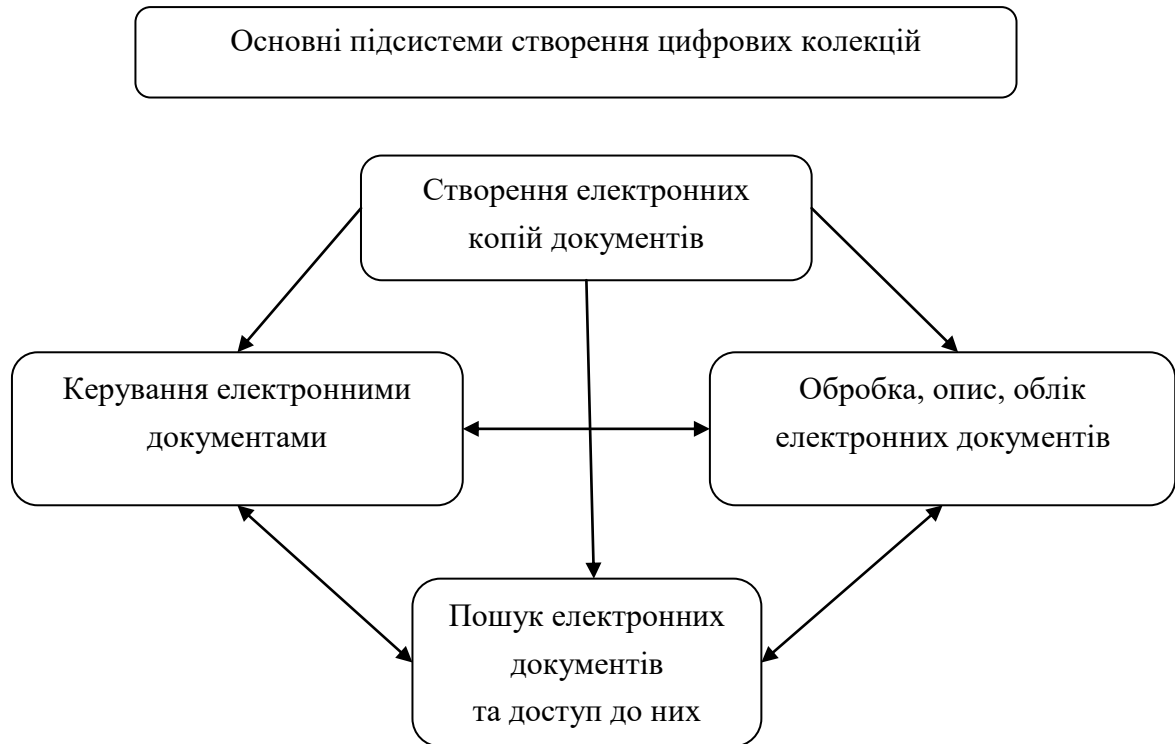 Основні підсистеми створення цифрових колекцій
Створення електронних
копій документів
Керування електронними
документами
Обробка, опис, облік
електронних документів
Пошук електронних
документів
та доступ до них